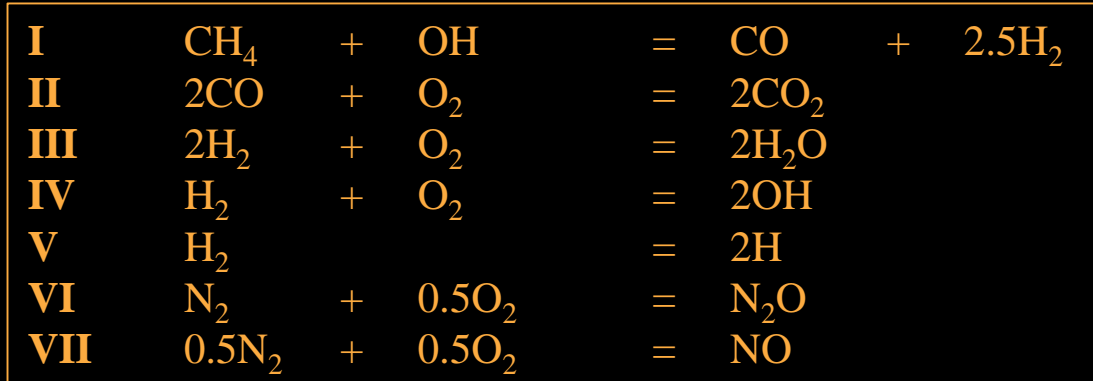 I CH₄ + OH = CO + 2.5H₂
II 2CO + O₂ = 2CO₂
III 2H₂ + O₂ = 2H₂O
IV H₂ + O₂ = 2OH
V H₂ = 2H
VI N₂ + 0.5O₂ = N₂O
VII 0.5N₂ + 0.5O₂ = NO